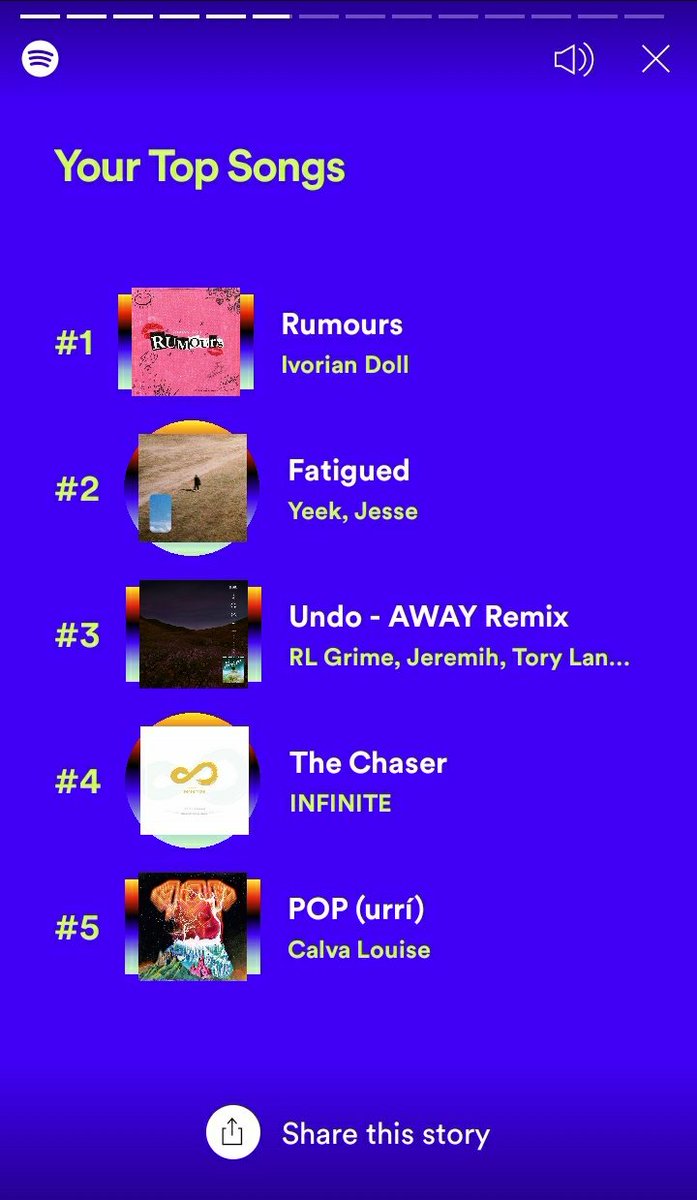 Your Top Songs
#1
RUMOURS
Rumours
Ivorian Doll
#2
Fatigued
Yeek, Jesse
#3
Undo - AWAY Remix
RL Grime, Jeremih, Tory Lan...
#4
The Chaser
INFINITE
#5
POP (urrí)
Calva Louise
Share this story